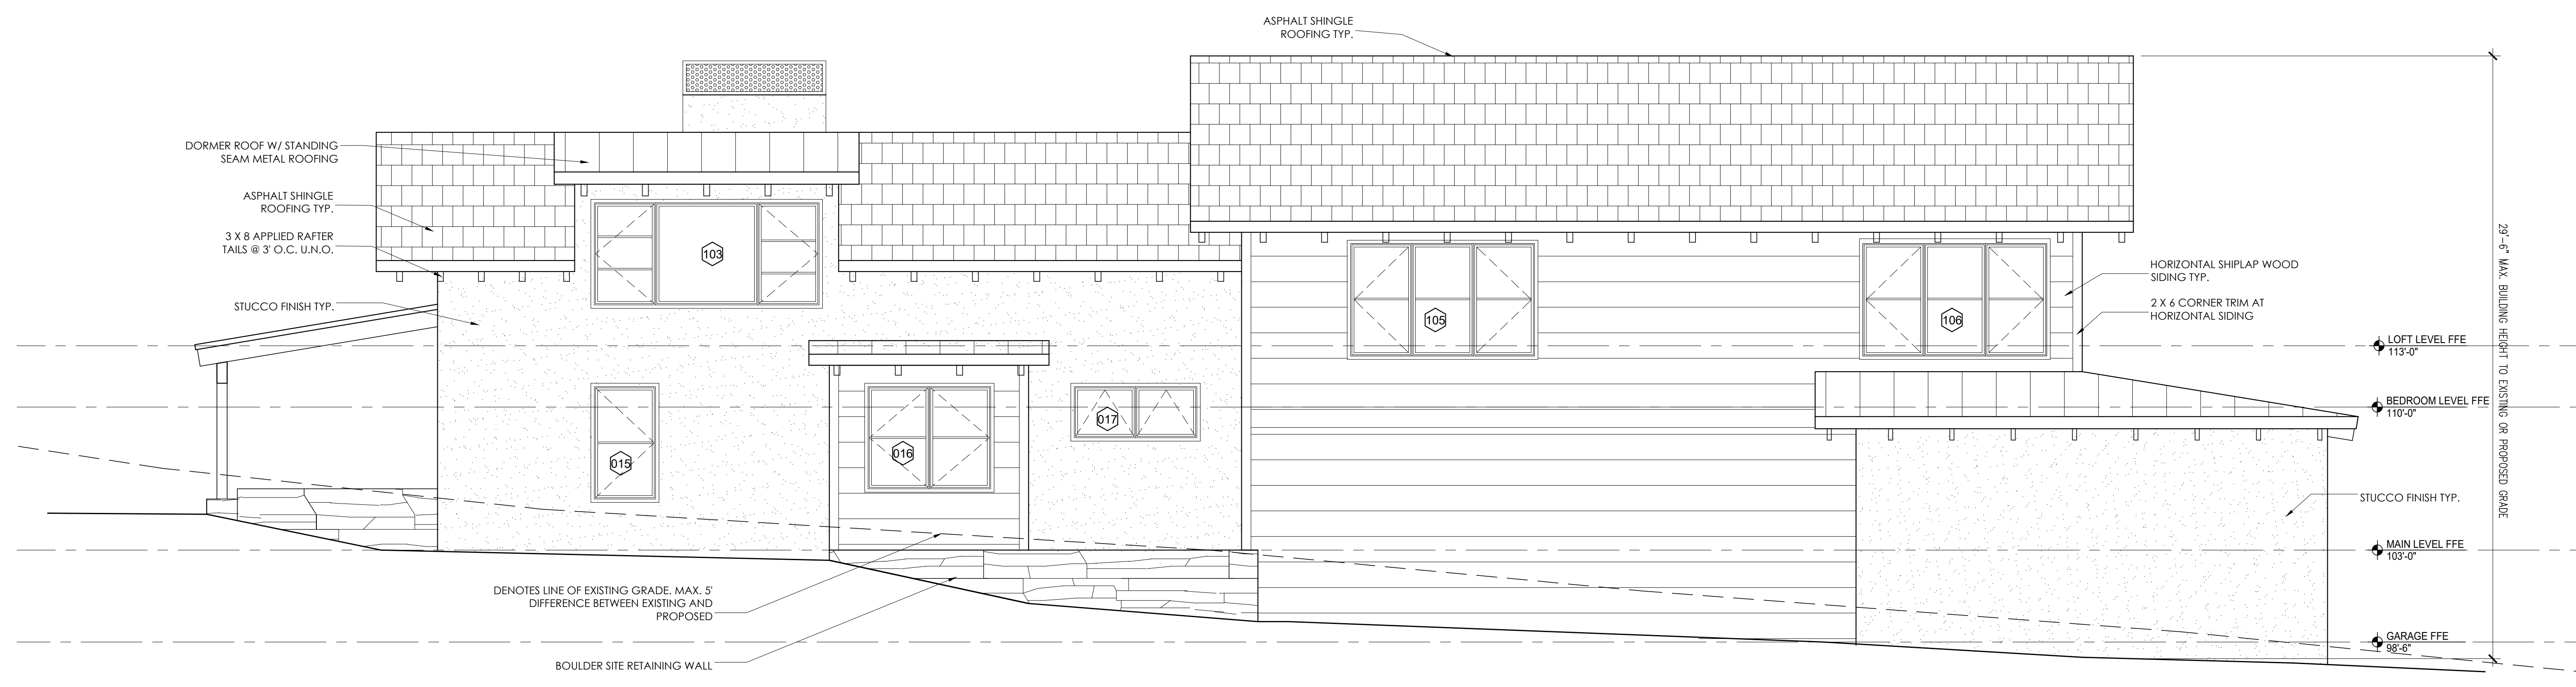 ASPHALT SHINGLE
ROOFING TYP.
DORMER ROOF W/ STANDING
SEAM METAL ROOFING
ASPHALT SHINGLE
ROOFING TYP.
3 X 8 APPLIED RAFTER
TAILS @ 3' O.C. U.N.O.
STUCCO FINISH TYP.
103
105
106
015
016
017
HORIZONTAL SHIPLAP WOOD
SIDING TYP.
2 X 6 CORNER TRIM AT
HORIZONTAL SIDING
29'-6" MAX. BUILDING HEIGHT TO EXISTING OR PROPOSED GRADE
LOFT LEVEL FFE
113'-0"
BEDROOM LEVEL FFE
110'-0"
STUCCO FINISH TYP.
MAIN LEVEL FFE
103'-0"
DENOTES LINE OF EXISTING GRADE. MAX. 5'
DIFFERENCE BETWEEN EXISTING AND
PROPOSED
BOULDER SITE RETAINING WALL
GARAGE FFE
98'-6"